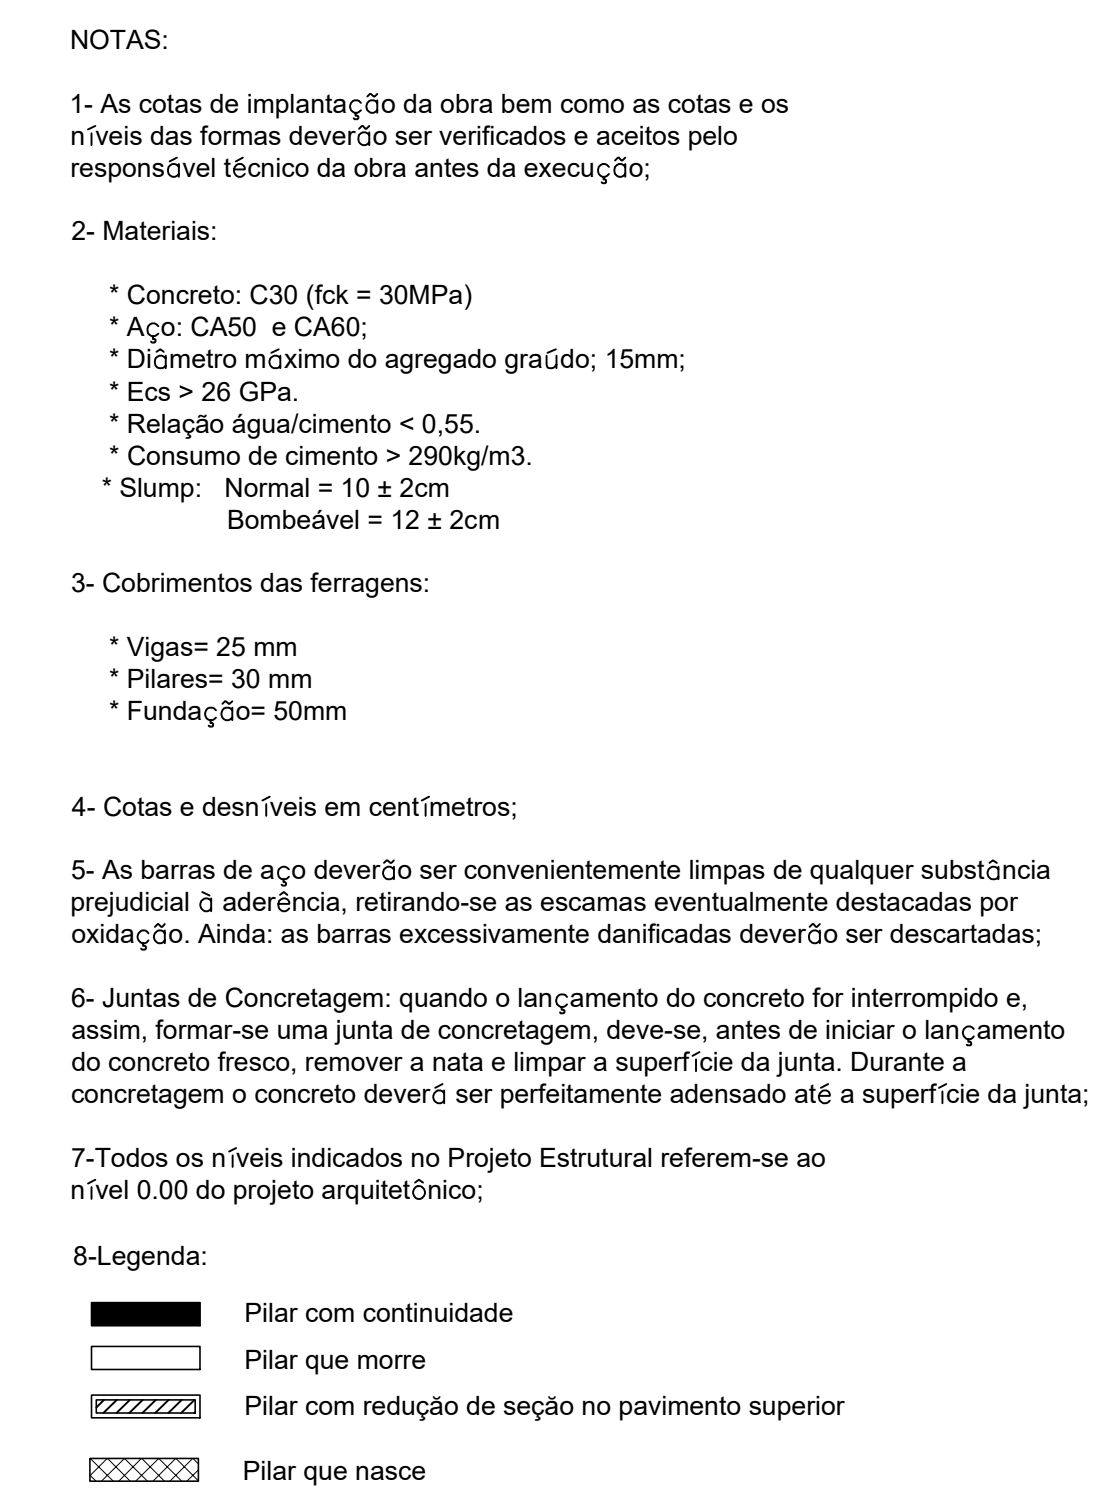 NOTAS:
1- As cotas de implantação da obra bem como as cotas e os
níveis das formas deverão ser verificados e aceitos pelo
responsável técnico da obra antes da execução;
2- Materiais:
* Concreto: C30 (fck = 30MPa)
* Aço: CA50 e CA60;
* Diâmetro máximo do agregado graúdo; 15mm;
* Ecs > 26 GPa.
* Relação água/cimento < 0,55.
* Consumo de cimento > 290kg/m3.
* Slump: Normal = 10 ± 2cm
Bombeável = 12 ± 2cm
3- Cobrimentos das ferragens:
* Vigas= 25 mm
* Pilares= 30 mm
* Fundação= 50mm
4- Cotas e desníveis em centímetros;
5- As barras de aço deverão ser convenientemente limpas de qualquer substância
prejudicial à aderência, retirando-se as escamas eventualmente destacadas por
oxidação. Ainda: as barras excessivamente danificadas deverão ser descartadas;
6- Juntas de Concretagem: quando o lançamento do concreto for interrompido e,
assim, formar-se uma junta de concretagem, deve-se, antes de iniciar o lançamento
do concreto fresco, remover a nata e limpar a superfície da junta. Durante a
concretagem o concreto deverá ser perfeitamente adensado até a superfície da junta;
7-Todos os níveis indicados no Projeto Estrutural referem-se ao
nível 0.00 do projeto arquitetônico;
8-Legenda:
Pilar com continuidade
Pilar que morre
Pilar com redução de seção no pavimento superior
Pilar que nasce